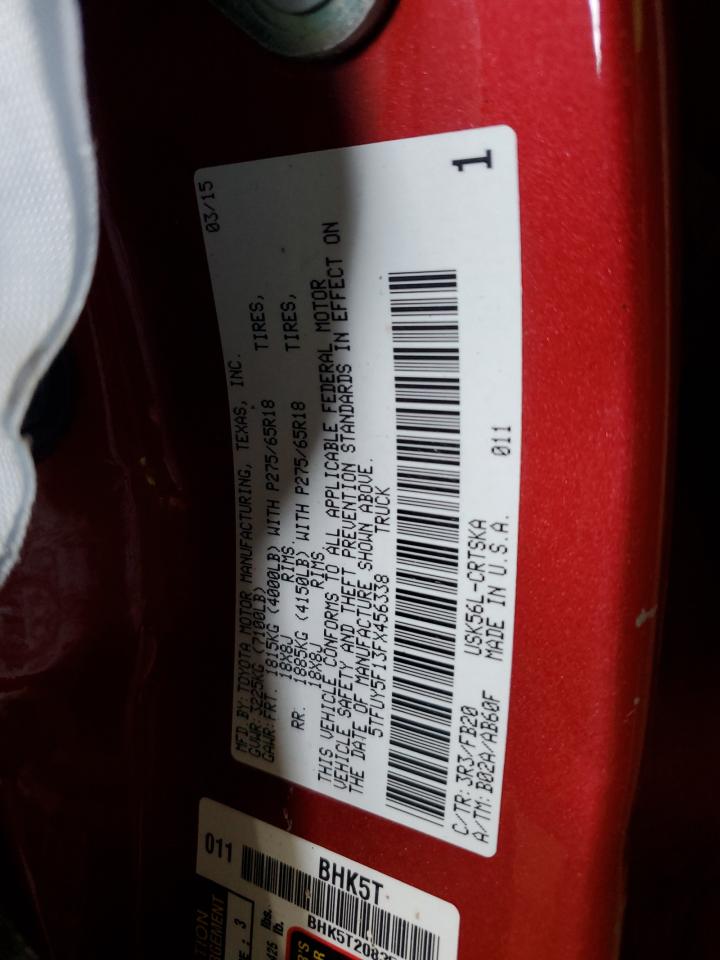 03/15
MFD BY:TOYOTA MOTOR MANUFACTURING, TEXAS, INC.
GVWR:3225KG (7100LB)
GAWR:FRT. 1815KG (4000LB) WITH P275/65R18 TIRES,
18X8J RIMS.
RR. 1885KG (4150LB) WITH P275/65R18 TIRES,
18X8J RIMS.
THIS VEHICLE CONFORMS TO ALL APPLICABLE FEDERAL MOTOR
VEHICLE SAFETY AND THEFT PREVENTION STANDARDS IN EFFECT ON
THE DATE OF MANUFACTURE SHOWN ABOVE.
5TFUY5F13FX456338 TRUCK
1
011
C/TR:3R3/FB20 USK56L-CRTSKA
A/TM:B02A/AB60F MADE IN U.S.A.
011
BHK5T